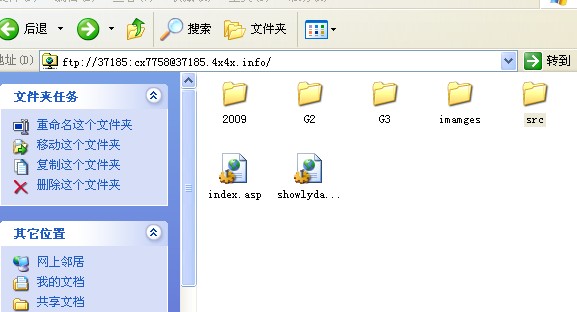 后退 搜索 文件夹
地址(D) ftp://37185:cx7758@37185.4x4x.info/ 转到
文件夹任务
重命名这个文件夹
移动这个文件夹
复制这个文件夹
删除这个文件夹
其它位置
网上邻居
我的文档
共享文档
2009 G2 G3 imamges src
index.asp showlyda...